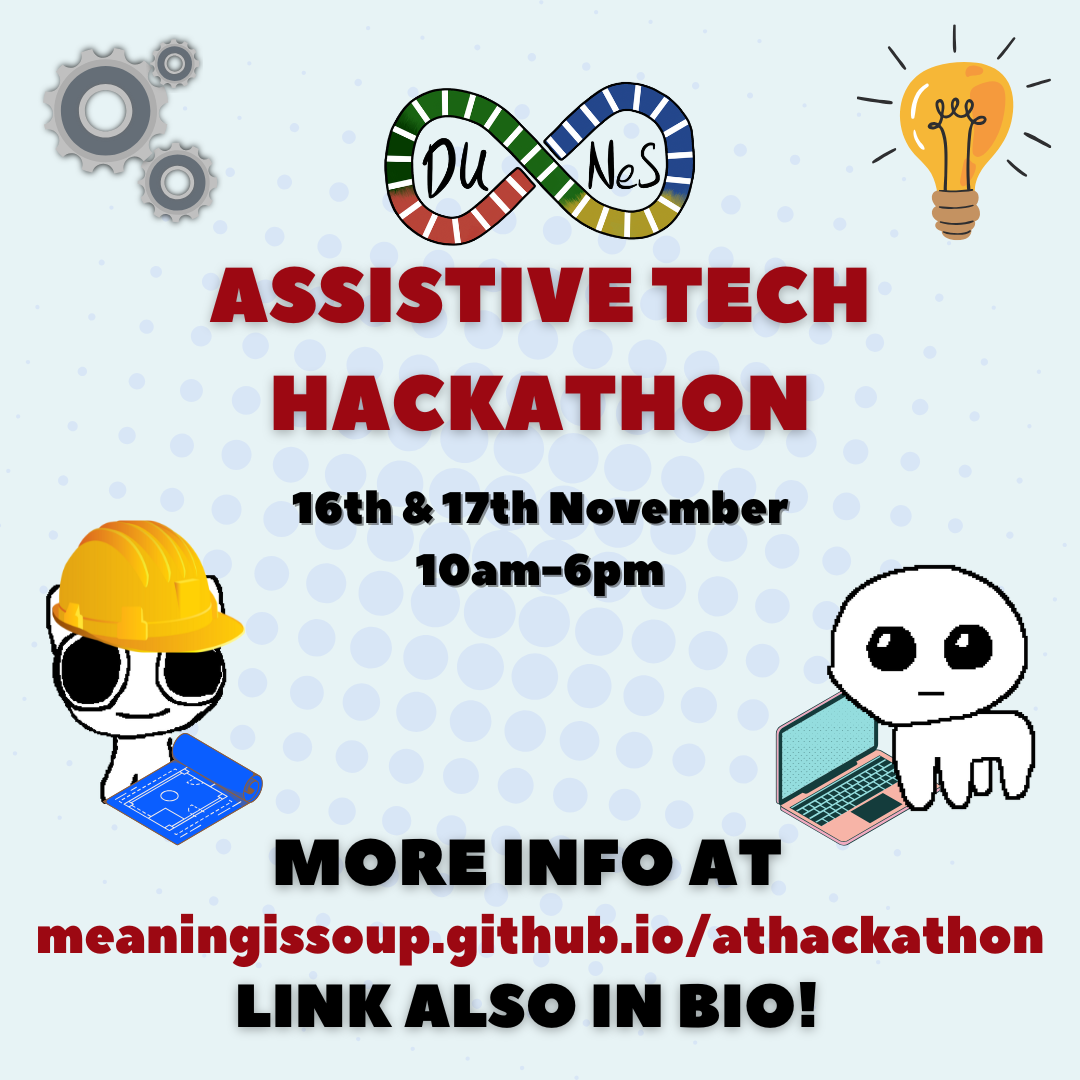 DU NeS
ASSISTIVE TECH
HACKATHON
16th & 17th November
10am-6pm
MORE INFO AT
meaningissoup.github.io/athackathon
LINK ALSO IN BIO!